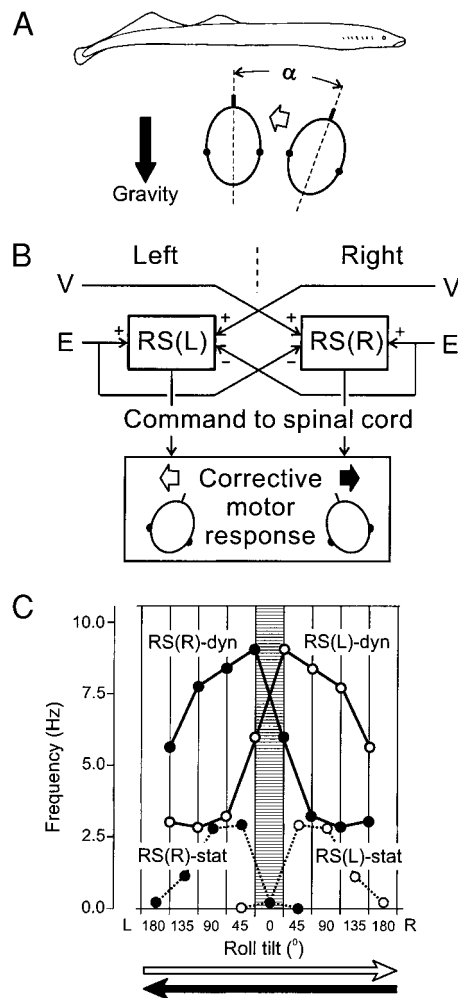 A
α
Gravity
B
Left Right
V V
+ +
E + + E
RS(L) RS(R)
− −
Command to spinal cord
Corrective
motor
response
C
10.0
RS(R)-dyn RS(L)-dyn
7.5
Frequency (Hz)
5.0
2.5
RS(R)-stat RS(L)-stat
0.0
L 180 135 90 45 0 45 90 135 180 R
Roll tilt (°)